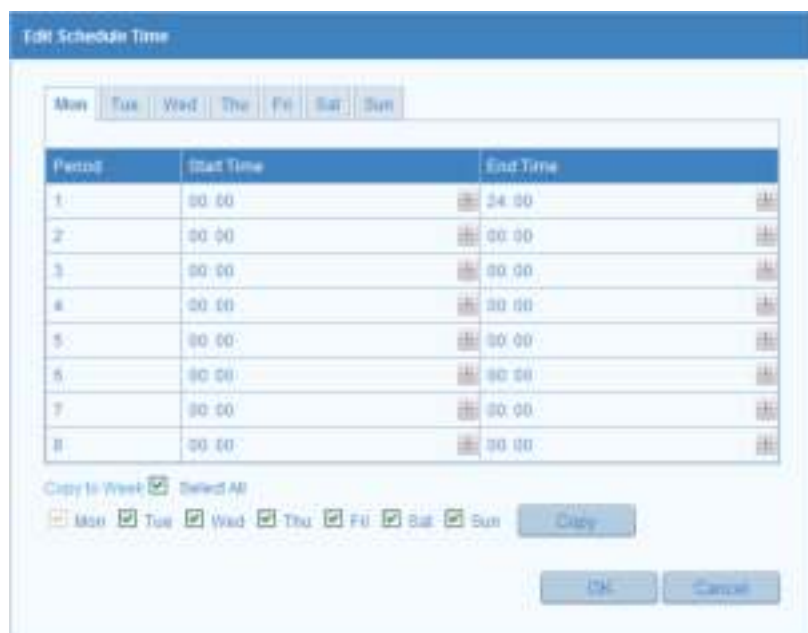 Edit Schedule Time
Mon Tue Wed Thu Fri Sat Sun
Period Start Time End Time
1 00: 00 24: 00
2 00: 00 00: 00
3 00: 00 00: 00
4 00: 00 00: 00
5 00: 00 00: 00
6 00: 00 00: 00
7 00: 00 00: 00
8 00: 00 00: 00
Copy to Week Select All
Mon Tue Wed Thu Fri Sat Sun Copy
OK Cancel